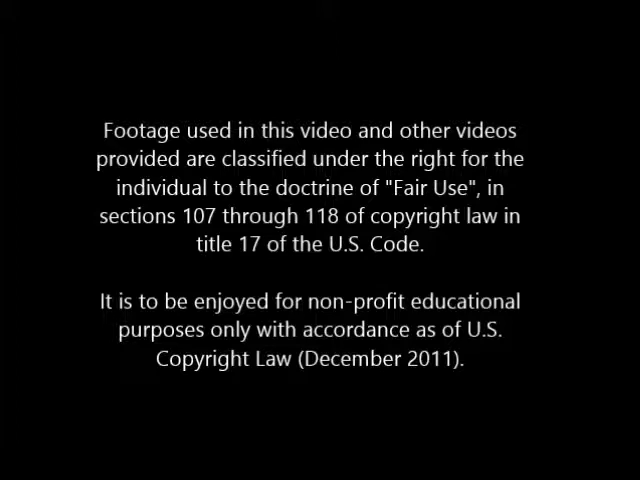 Footage used in this video and other videos
provided are classified under the right for the
individual to the doctrine of "Fair Use", in
sections 107 through 118 of copyright law in
title 17 of the U.S. Code.
It is to be enjoyed for non-profit educational
purposes only with accordance as of U.S.
Copyright Law (December 2011).